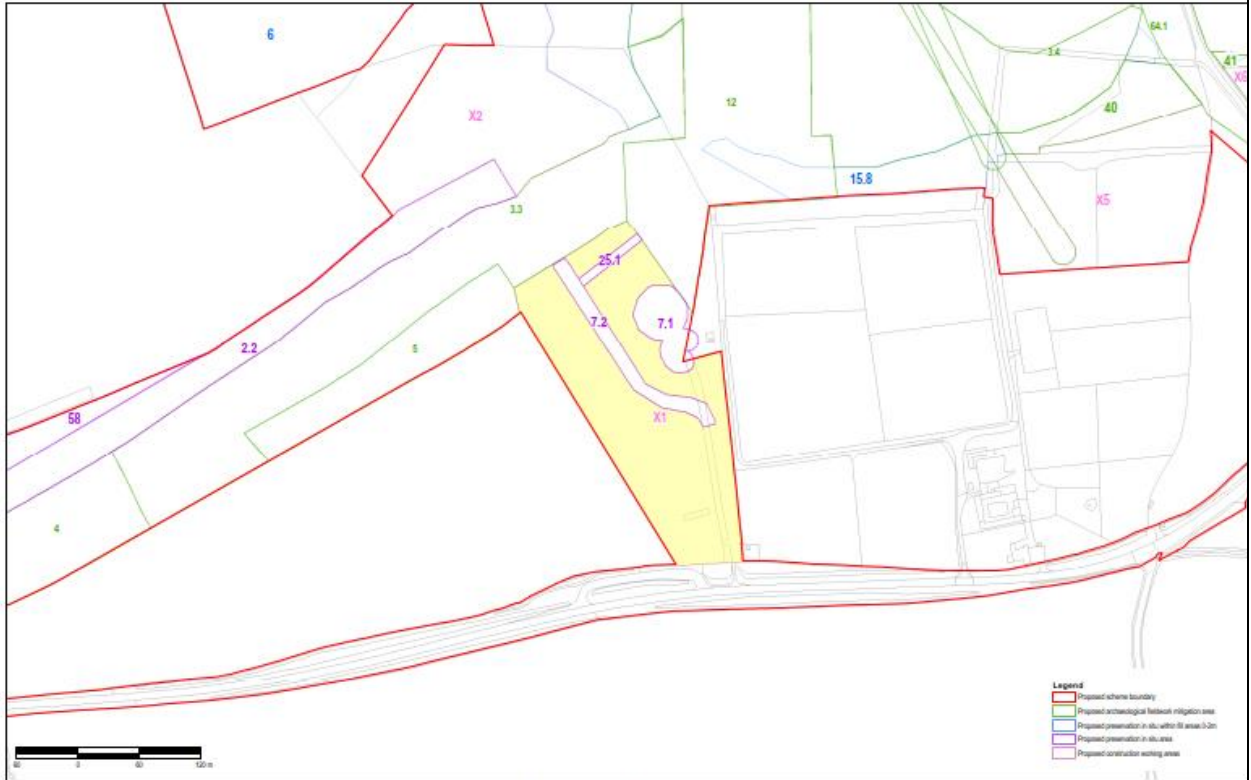 6
64.1
3.4
41
X6
12
40
X2
15.8
X5
3.3
25.1
7.1
7.2
2.2
5
X1
58
4
Legend
Proposed scheme boundary
Proposed archaeological fieldwork mitigation area
Proposed preservation in situ within fill areas 0-2m
Proposed preservation in situ area
Proposed construction working areas
60 0 60 120 m